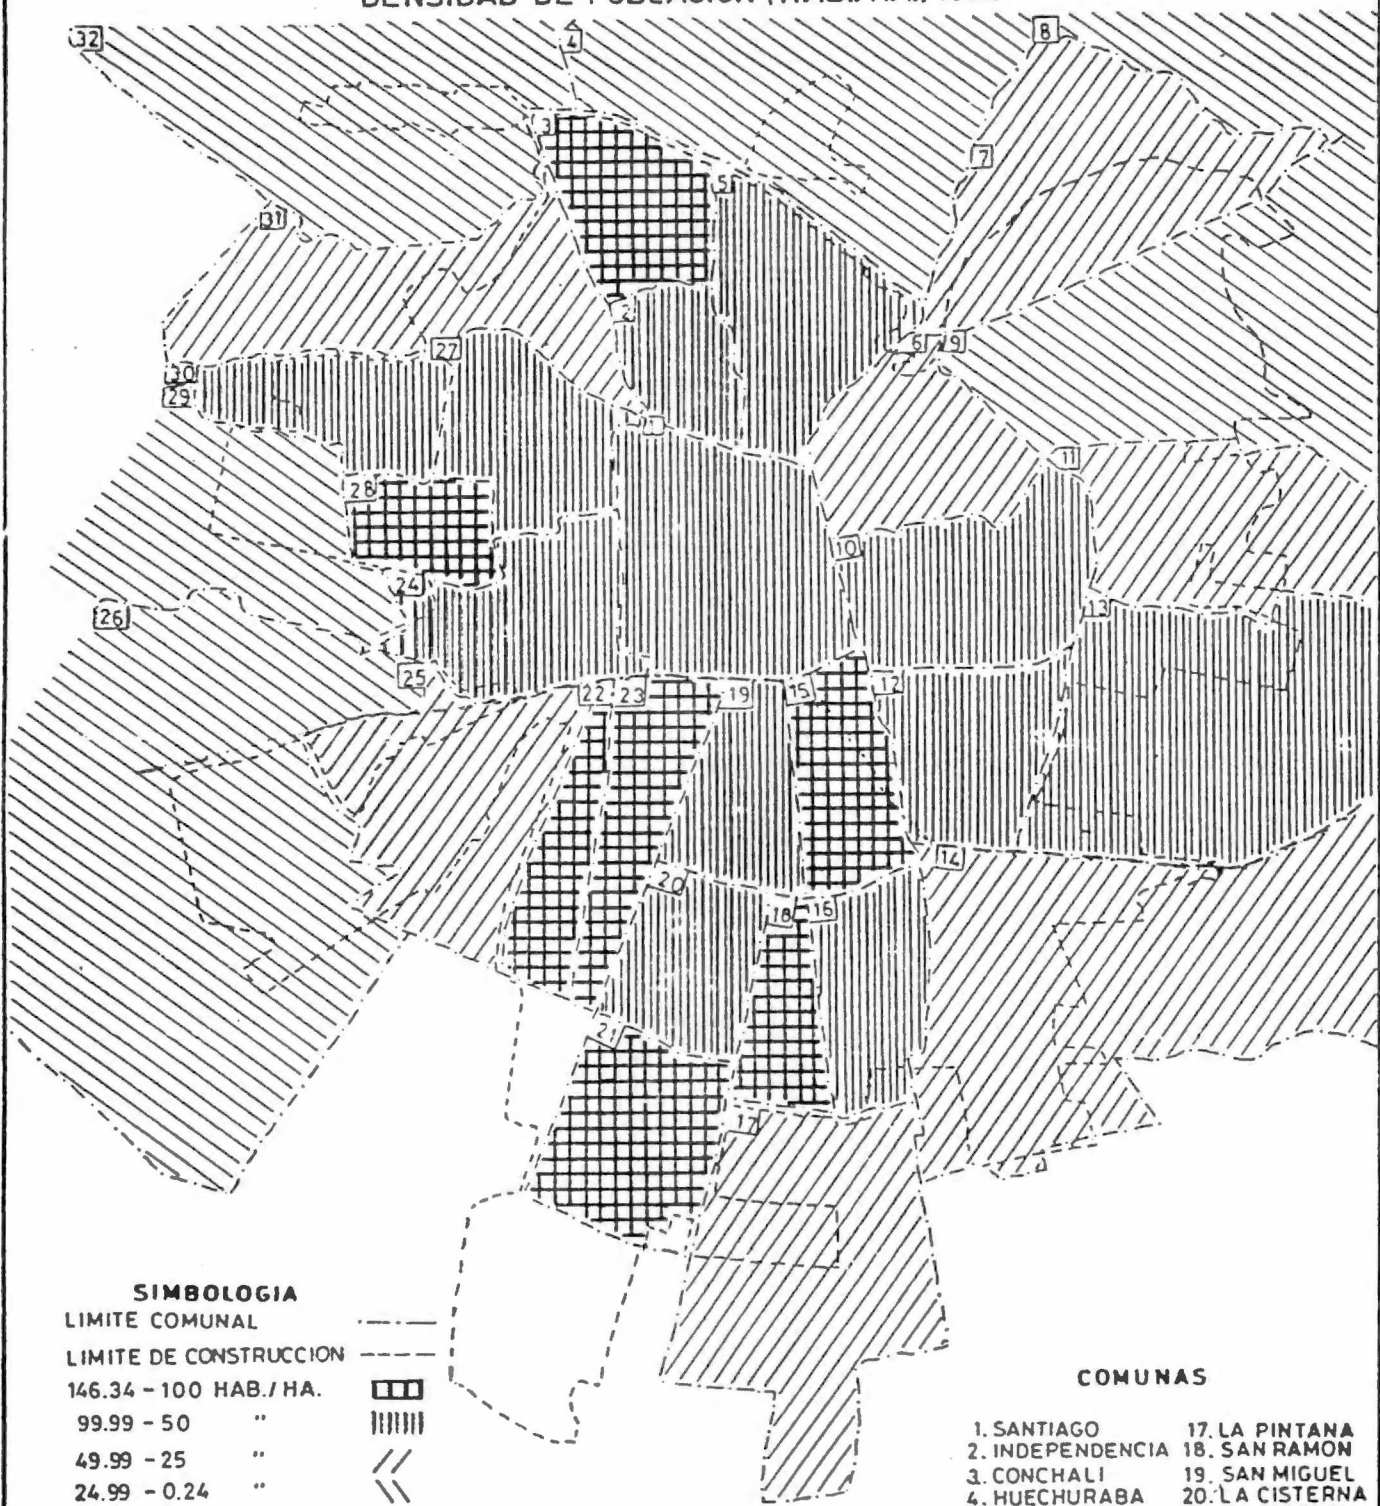 32
4
8
3
7
5
31
2
27
6
9
30
29
1
11
28
10
24
13
26
25
22
23
19
15
12
14
20
18
16
21
17
SIMBOLOGIA
LIMITE COMUNAL
LIMITE DE CONSTRUCCION
146.34 - 100 HAB./HA.
99.99 - 50 "
49.99 - 25 "
24.99 - 0.24 "
COMUNAS
1. SANTIAGO 17. LA PINTANA
2. INDEPENDENCIA 18. SAN RAMON
3. CONCHALI 19. SAN MIGUEL
4. HUECHURABA 20. LA CISTERNA